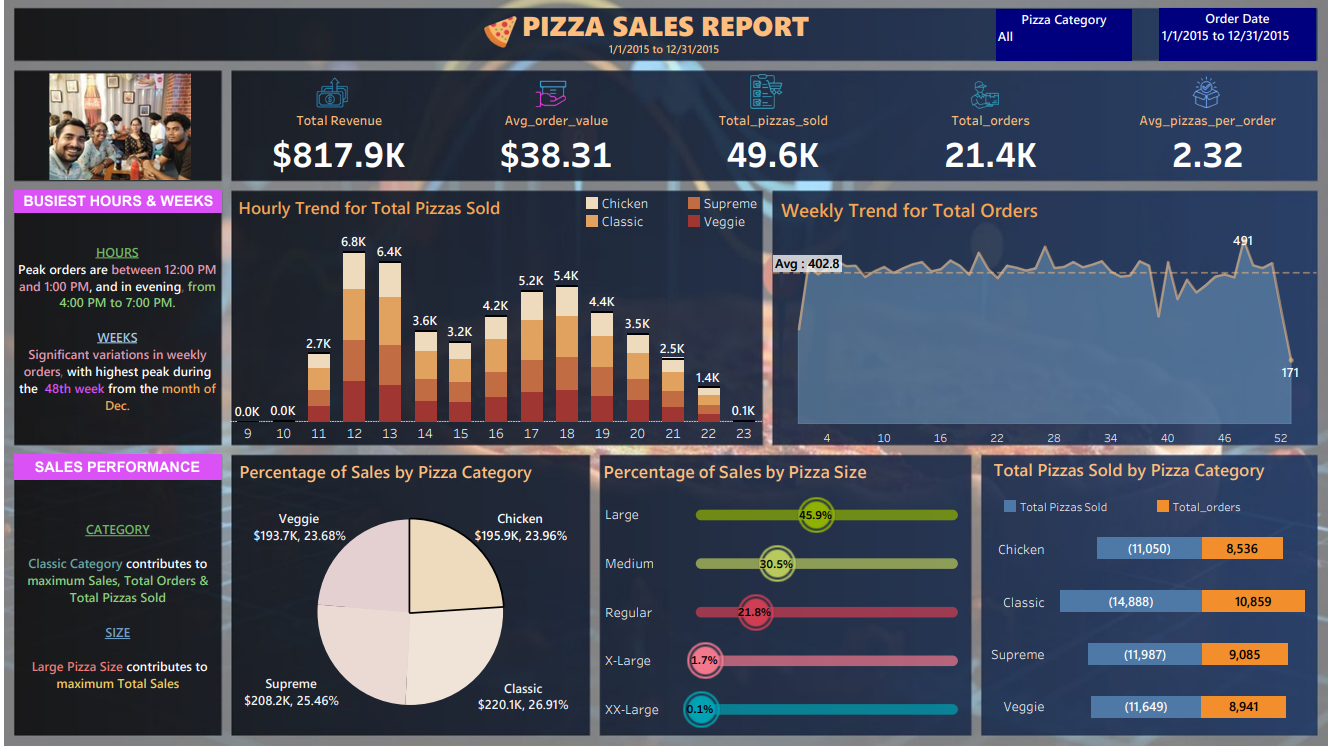 PIZZA SALES REPORT
1/1/2015 to 12/31/2015
Pizza Category
All
Order Date
1/1/2015 to 12/31/2015
Total Revenue
$817.9K
Avg_order_value
$38.31
Total_pizzas_sold
49.6K
Total_orders
21.4K
Avg_pizzas_per_order
2.32
BUSIEST HOURS & WEEKS
HOURS
Peak orders are between 12:00 PM
and 1:00 PM, and in evening, from
4:00 PM to 7:00 PM.
WEEKS
Significant variations in weekly
orders, with highest peak during
the 48th week from the month of
Dec.
Hourly Trend for Total Pizzas Sold
Chicken
Supreme
Classic
Veggie
6.8K
6.4K
5.4K
5.2K
4.4K
4.2K
3.6K
3.5K
3.2K
2.7K
2.5K
1.4K
0.0K
0.0K
0.1K
9 10 11 12 13 14 15 16 17 18 19 20 21 22 23
Weekly Trend for Total Orders
491
Avg : 402.8
171
4 10 16 22 28 34 40 46 52
SALES PERFORMANCE
CATEGORY
Classic Category contributes to
maximum Sales, Total Orders &
Total Pizzas Sold
SIZE
Large Pizza Size contributes to
maximum Total Sales
Percentage of Sales by Pizza Category
Veggie
$193.7K, 23.68%
Chicken
$195.9K, 23.96%
Supreme
$208.2K, 25.46%
Classic
$220.1K, 26.91%
Percentage of Sales by Pizza Size
Large
45.9%
Medium
30.5%
Regular
21.8%
X-Large
1.7%
XX-Large
0.1%
Total Pizzas Sold by Pizza Category
Total Pizzas Sold
Total_orders
Chicken
(11,050)
8,536
Classic
(14,888)
10,859
Supreme
(11,987)
9,085
Veggie
(11,649)
8,941